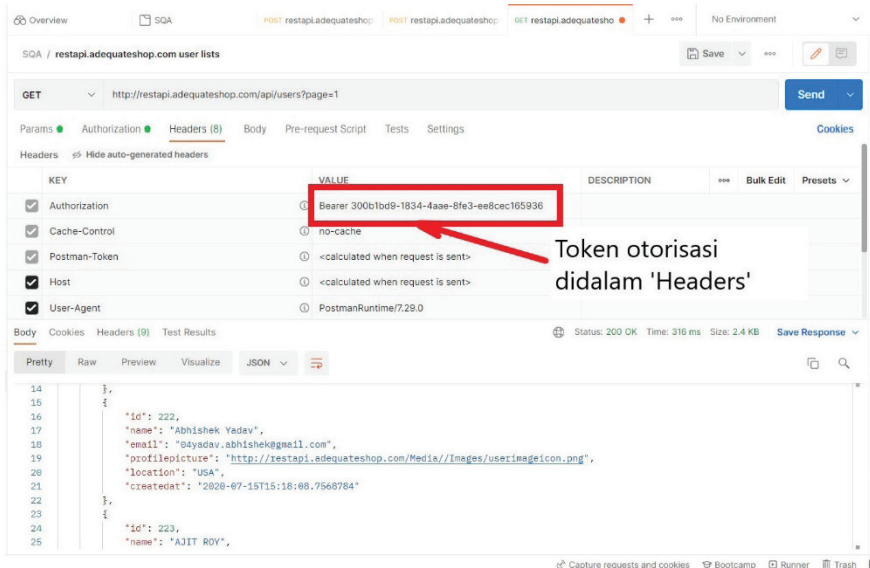 Overview SQA POST restapi.adequateshop POST restapi.adequateshop GET restapi.adequatesho No Environment
SQA / restapi.adequateshop.com user lists Save
GET http://restapi.adequateshop.com/api/users?page=1 Send
Params Authorization Headers (8) Body Pre-request Script Tests Settings Cookies
Headers Hide auto-generated headers
KEY VALUE DESCRIPTION Bulk Edit Presets
Authorization Bearer 300b1bd9-1834-4aae-8fe3-ee8cec165936
Cache-Control no-cache
Postman-Token <calculated when request is sent>
Host <calculated when request is sent>
User-Agent PostmanRuntime/7.29.0
Token otorisasi
didalam 'Headers'
Body Cookies Headers (9) Test Results Status: 200 OK Time: 316 ms Size: 2.4 KB Save Response
Pretty Raw Preview Visualize JSON
14 },
15 {
16 "id": 222,
17 "name": "Abhishek Yadav",
18 "email": "04yadav.abhishek@gmail.com",
19 "profilepicture": "http://restapi.adequateshop.com/Media//Images/userimageicon.png",
20 "location": "USA",
21 "createdat": "2020-07-15T15:18:08.7568784"
22 },
23 {
24 "id": 223,
25 "name": "AJIT ROY",
Capture requests and cookies Bootcamp Runner Trash